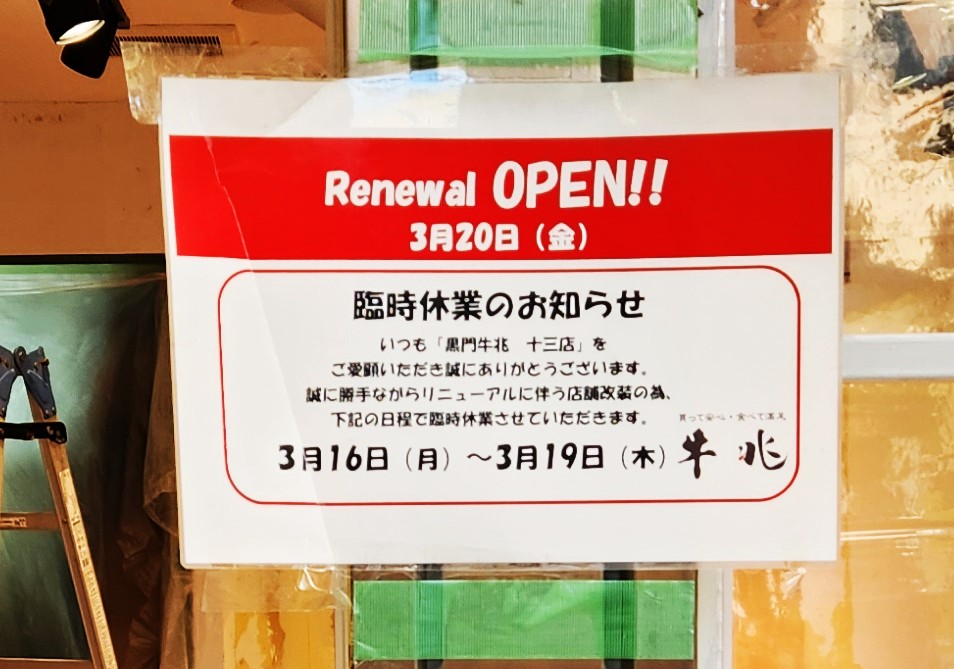 Renewal OPEN!!
3月20日（金）
臨時休業のお知らせ
いつも「黒門牛兆　十三店」を
ご愛顧いただき誠にありがとうございます。
誠に勝手ながらリニューアルに伴う店舗改装の為、
下記の日程で臨時休業させていただきます。
買って安心・食べて満足
3月16日（月）～3月19日（木）
牛兆